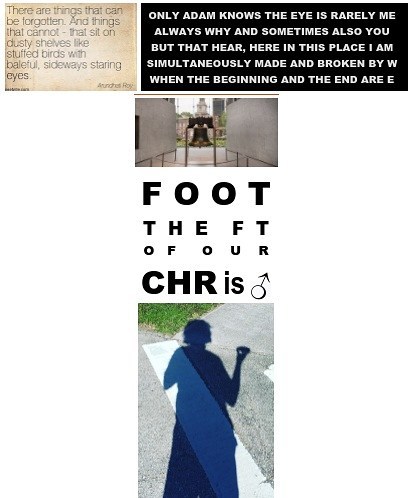 There are things that can
be forgotten. And things
that cannot - that sit on
dusty shelves like
stuffed birds with
baleful, sideways staring
eyes.
Arundhati Roy
ONLY ADAM KNOWS THE EYE IS RARELY ME
ALWAYS WHY AND SOMETIMES ALSO YOU
BUT THAT HEAR, HERE IN THIS PLACE I AM
SIMULTANEOUSLY MADE AND BROKEN BY W
WHEN THE BEGINNING AND THE END ARE E
FOOT
THE FT
OF OUR
CHR is ♂